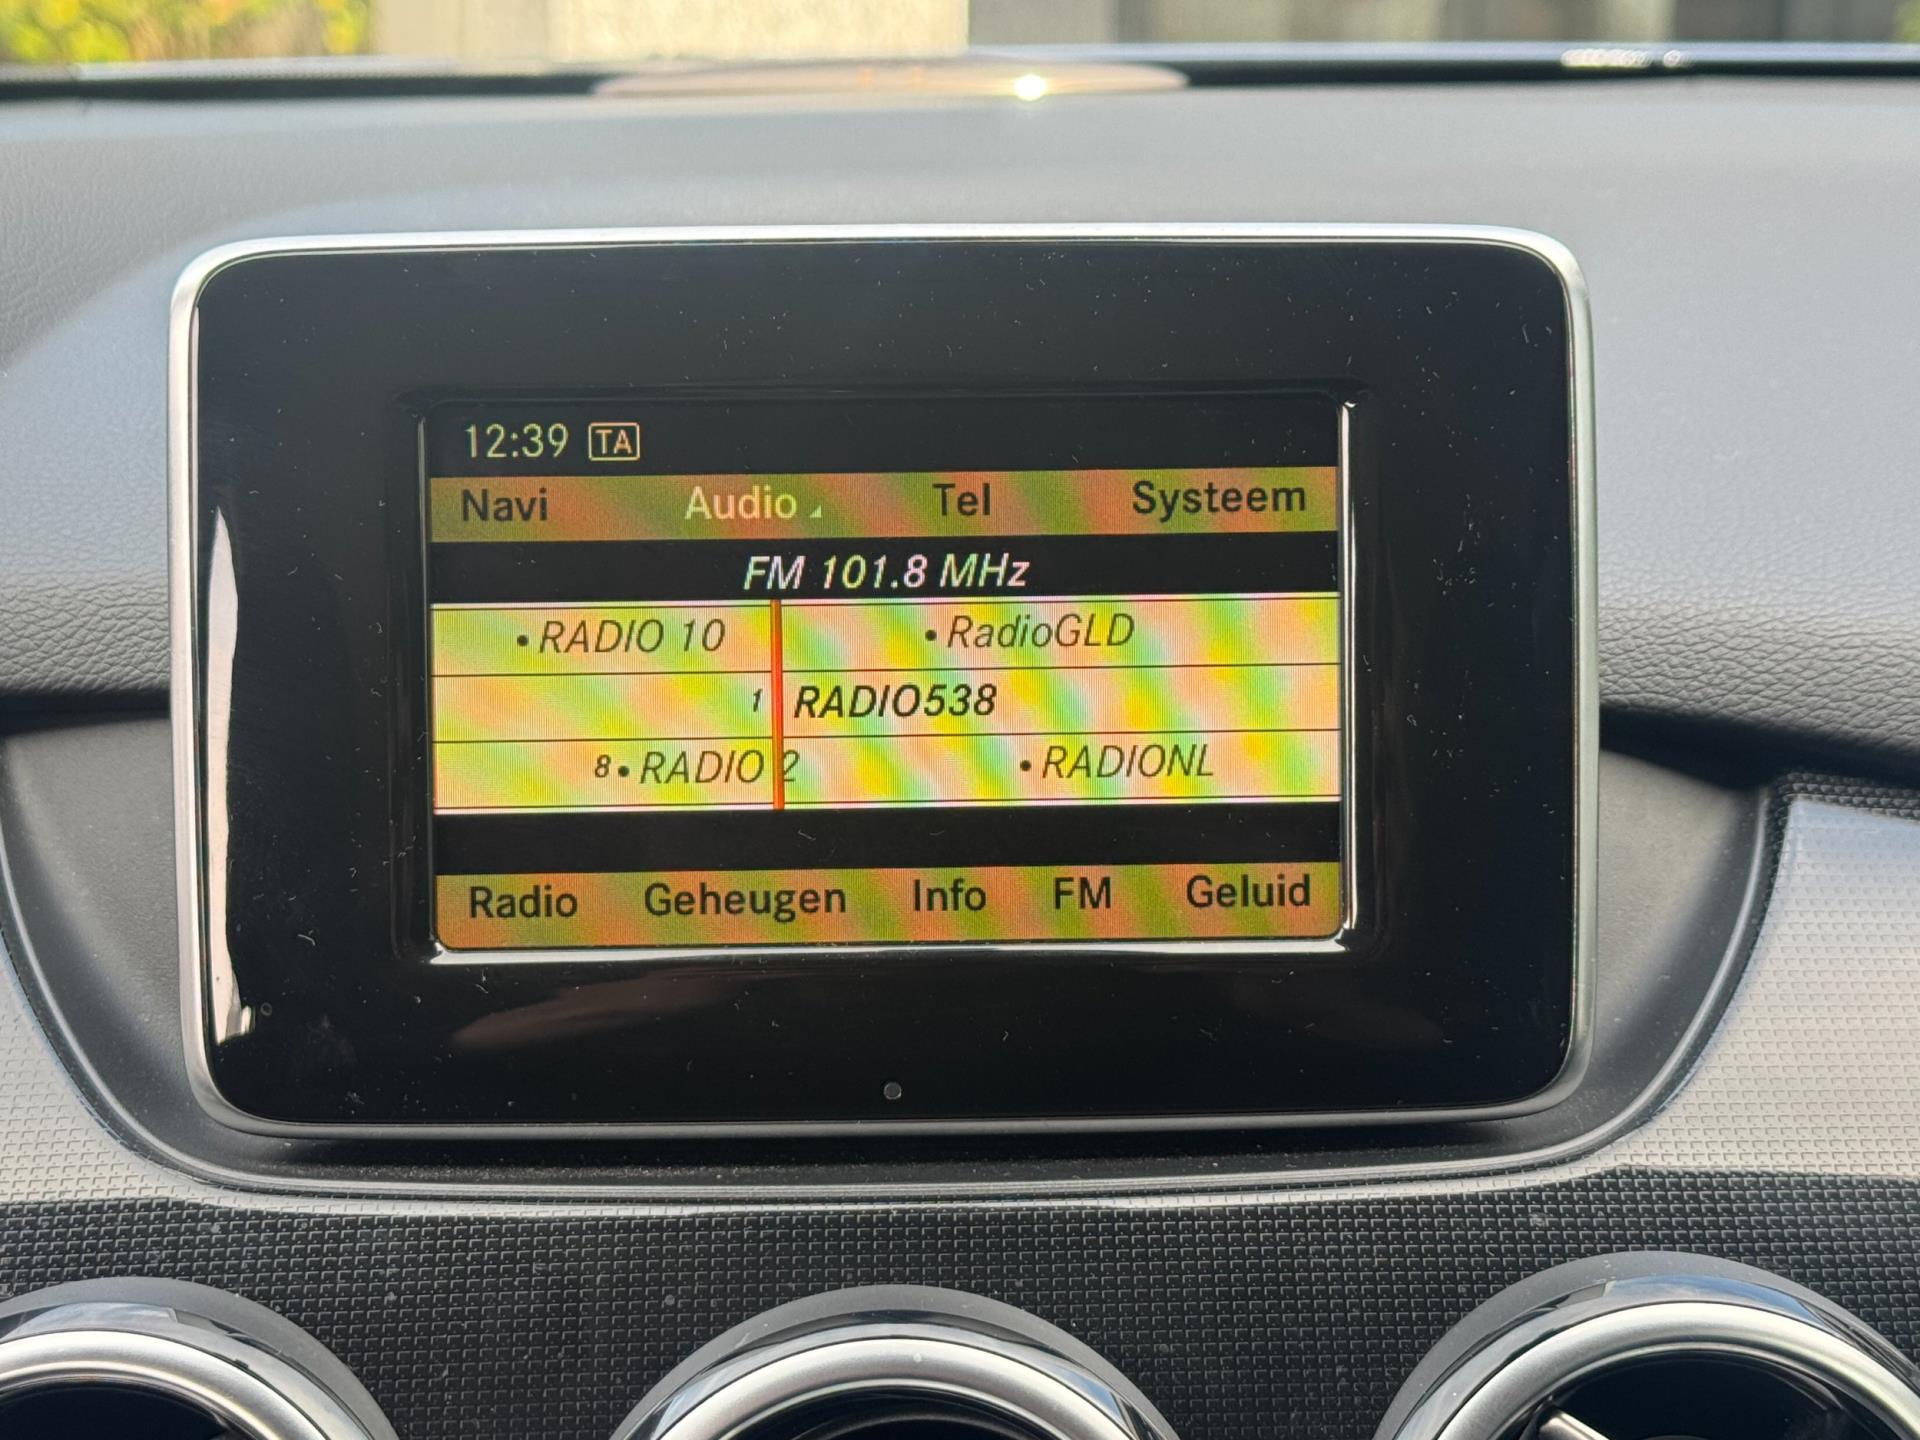 12:39 TA
Navi Audio Tel Systeem
FM 101.8 MHz
•RADIO 10 •RadioGLD
1 RADIO538
8•RADIO 2 •RADIONL
Radio Geheugen Info FM Geluid